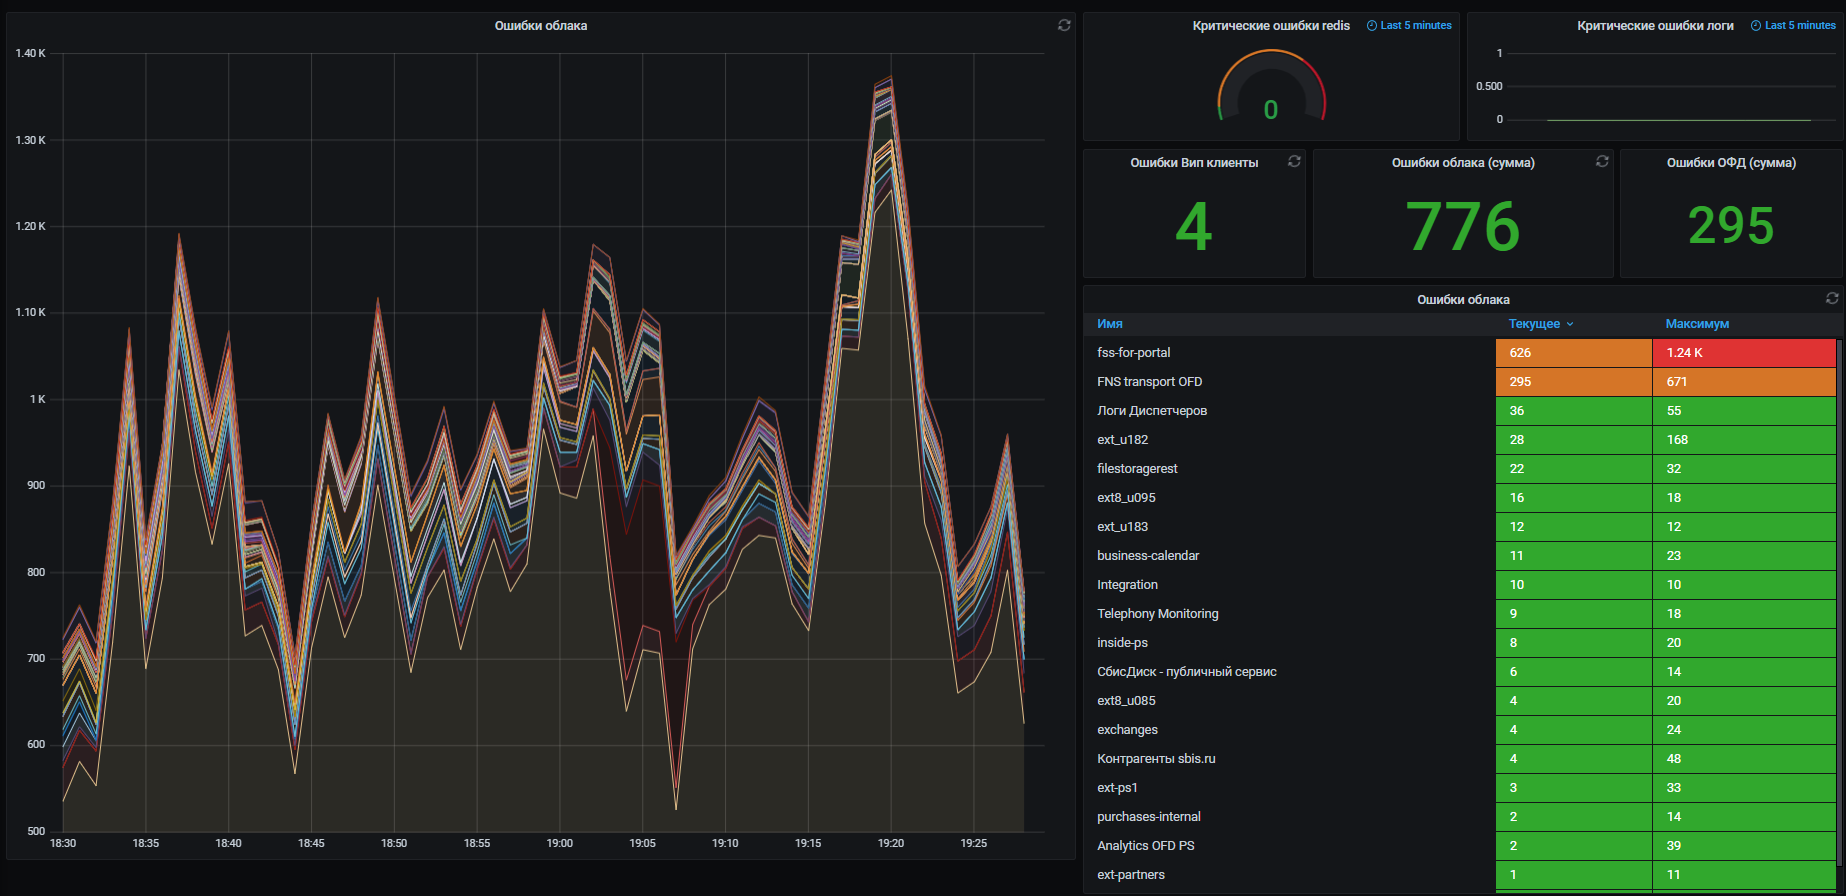 Ошибки облака
1.40 K
1.30 K
1.20 K
1.10 K
1 K
900
800
700
600
500
18:30 18:35 18:40 18:45 18:50 18:55 19:00 19:05 19:10 19:15 19:20 19:25
Критические ошибки redis Last 5 minutes
0
Критические ошибки логи Last 5 minutes
1
0.500
0
Ошибки Вип клиенты
4
Ошибки облака (сумма)
776
Ошибки ОФД (сумма)
295
Ошибки облака
Имя Текущее Максимум
fss-for-portal 626 1.24 K
FNS transport OFD 295 671
Логи Диспетчеров 36 55
ext_u182 28 168
filestoragerest 22 32
ext8_u095 16 18
ext_u183 12 12
business-calendar 11 23
Integration 10 10
Telephony Monitoring 9 18
inside-ps 8 20
СбисДиск - публичный сервис 6 14
ext8_u085 4 20
exchanges 4 24
Контрагенты sbis.ru 4 48
ext-ps1 3 33
purchases-internal 2 14
Analytics OFD PS 2 39
ext-partners 1 11